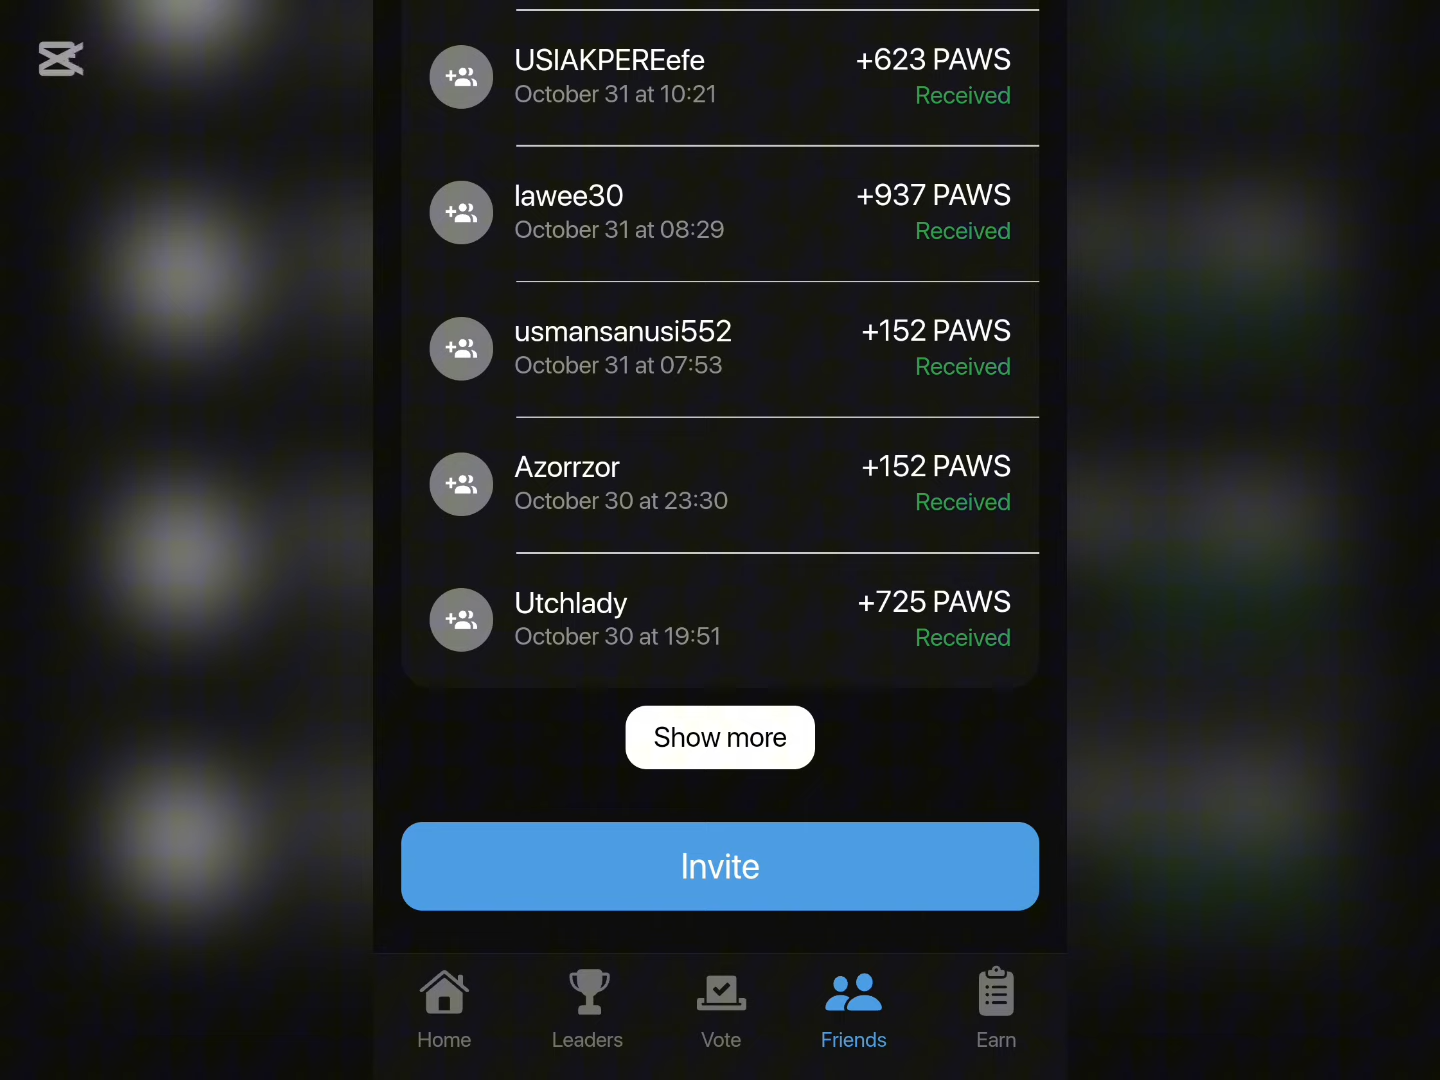 USIAKPEREefe
+623 PAWS
October 31 at 10:21
Received
lawee30
+937 PAWS
October 31 at 08:29
Received
usmansanusi552
+152 PAWS
October 31 at 07:53
Received
Azorrzor
+152 PAWS
October 30 at 23:30
Received
Utchlady
+725 PAWS
October 30 at 19:51
Received
Show more
Invite
Home
Leaders
Vote
Friends
Earn